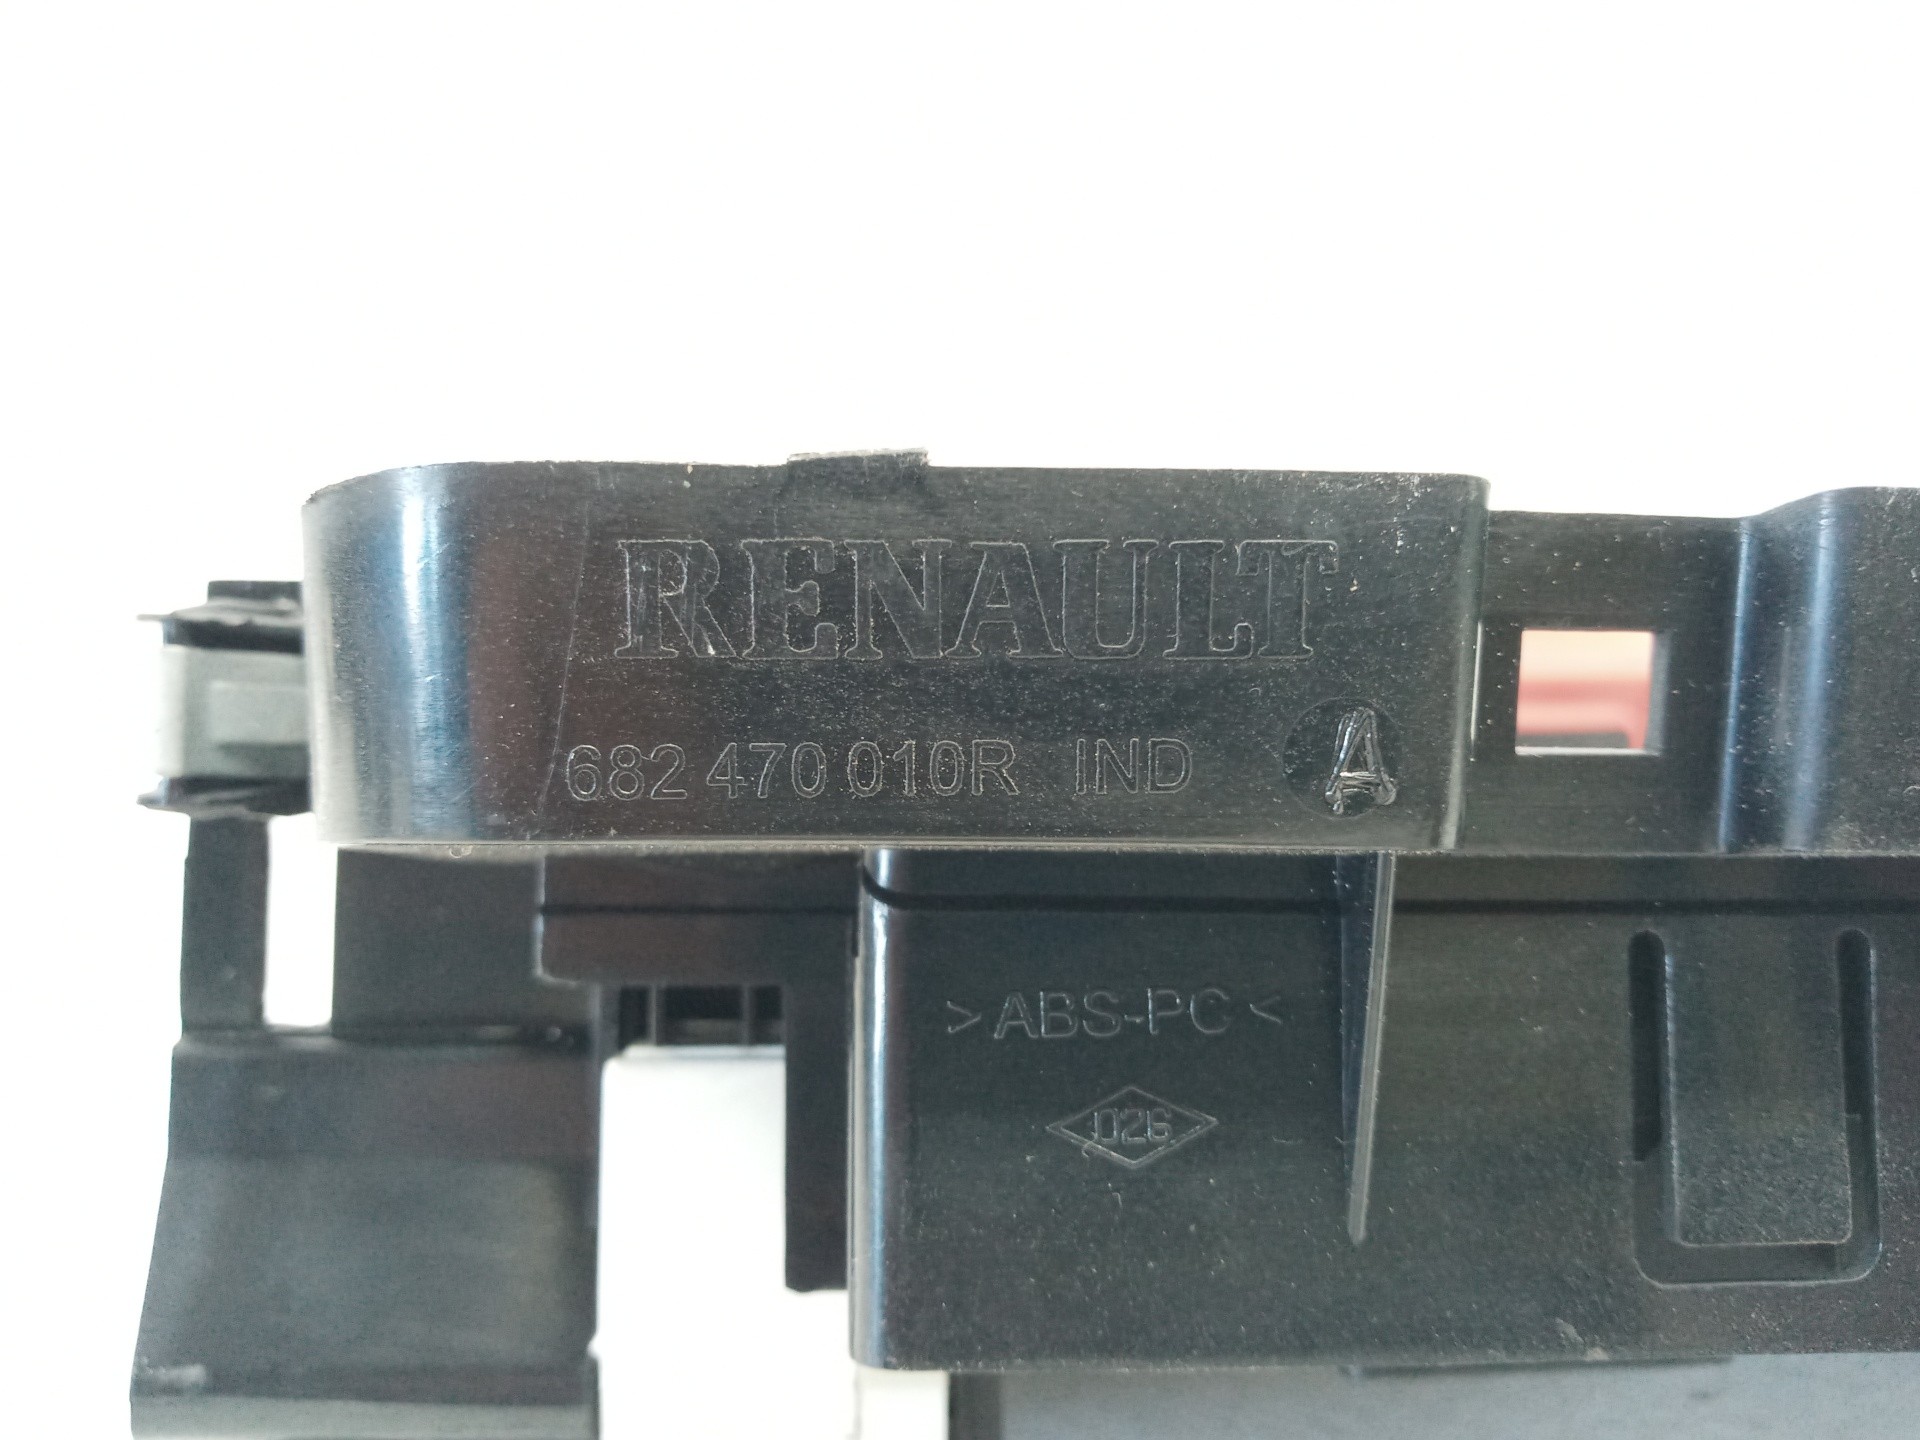 RENAULT
682 470 010R IND A
>ABS-PC<
026